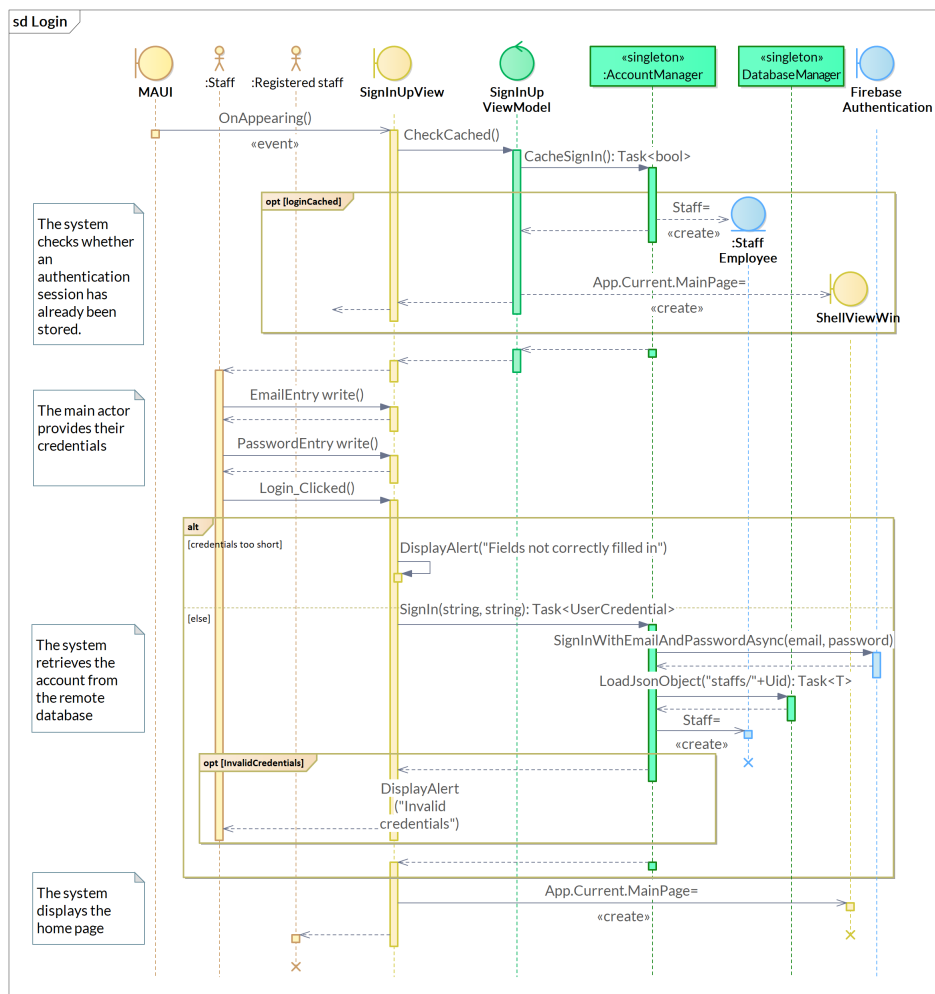 sd Login
MAUI
:Staff
:Registered staff
SignInUpView
SignInUp
ViewModel
«singleton»
:AccountManager
«singleton»
DatabaseManager
Firebase
Authentication
OnAppearing()
«event»
CheckCached()
CacheSignIn(): Task<bool>
opt [loginCached]
The system
checks whether
an
authentication
session has
already been
stored.
Staff=
«create»
:Staff
Employee
App.Current.MainPage=
«create»
ShellViewWin
The main actor
provides their
credentials
EmailEntry write()
PasswordEntry write()
Login_Clicked()
alt
[credentials too short]
DisplayAlert("Fields not correctly filled in")
[else]
SignIn(string, string): Task<UserCredential>
The system
retrieves the
account from
the remote
database
SignInWithEmailAndPasswordAsync(email, password)
LoadJsonObject("staffs/"+Uid): Task<T>
Staff=
«create»
opt [InvalidCredentials]
DisplayAlert
("Invalid
credentials")
The system
displays the
home page
App.Current.MainPage=
«create»